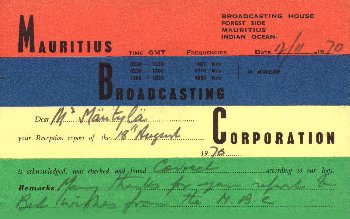 BROADCASTING HOUSE
FOREST SIDE
MAURITIUS
INDIAN OCEAN.
MAURITIUS
TIME GMT FREQUENCIES DATE 1970
BROADCASTING
Dear Mr Mäntylä
your Reception report of the 18th August
CORPORATION
1970
is acknowledged, was checked and found Correct according to our logs.
Remarks Many thanks for your report &
Best wishes from the M.B.C